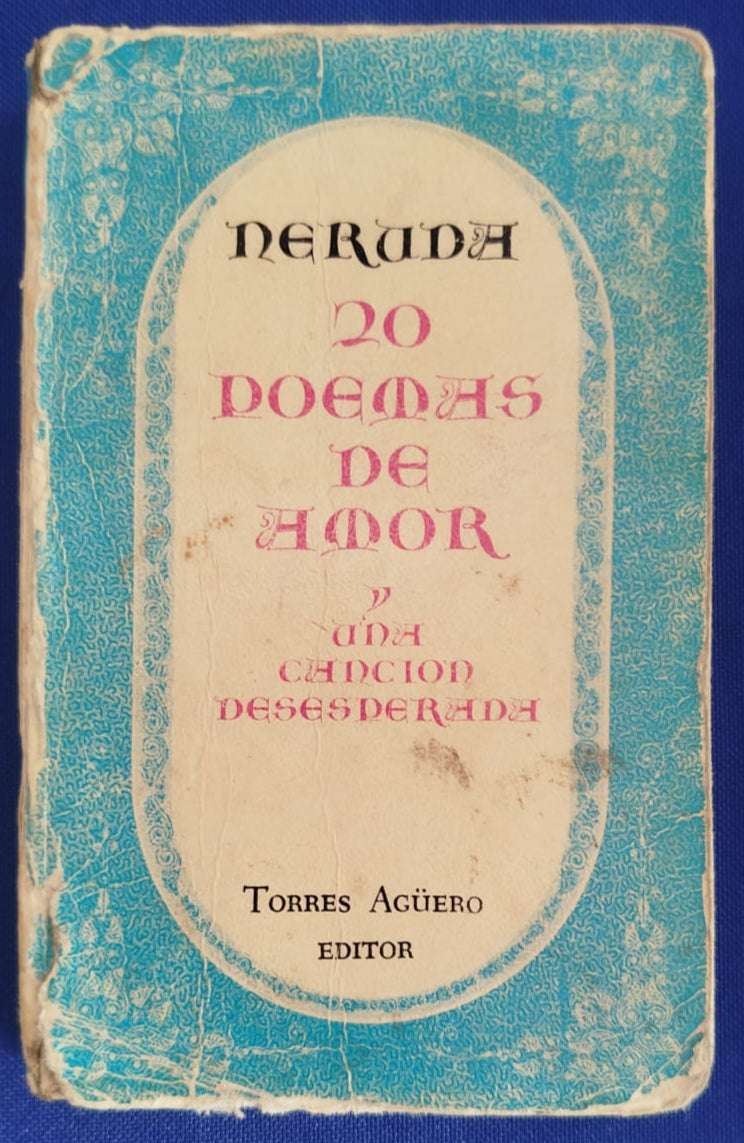 NERUDA
20
POEMAS
DE
AMOR
y
UNA
CANCION
DESESPERADA
TORRES AGÜERO
EDITOR